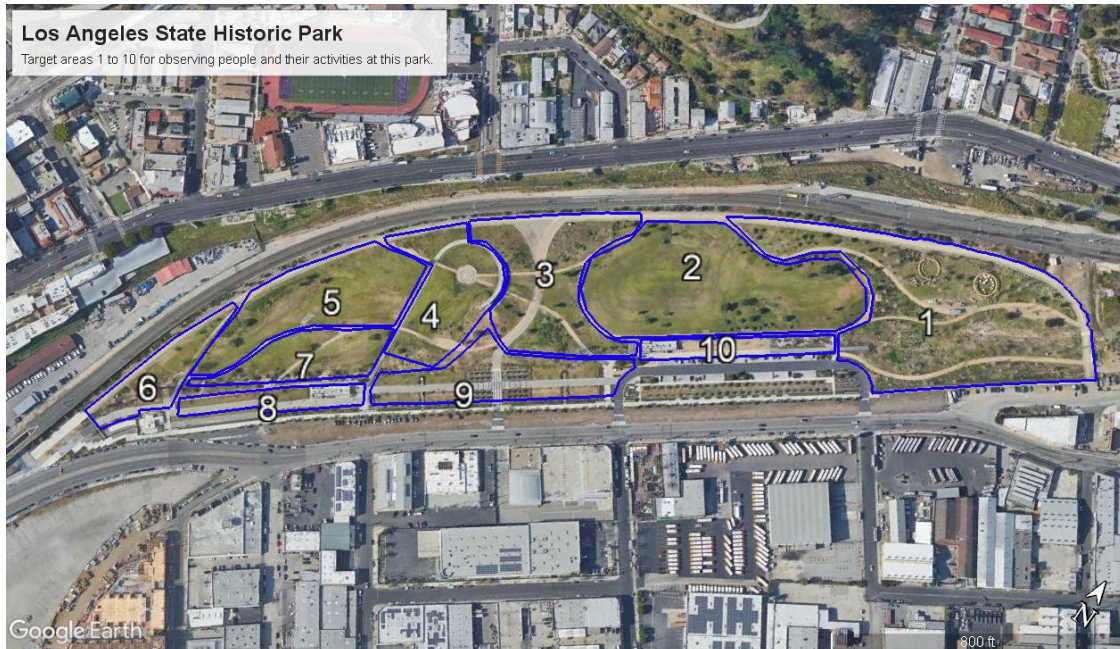 Los Angeles State Historic Park
Target areas 1 to 10 for observing people and their activities at this park.
2
3
1
5
4
10
7
6
9
8
Google Earth
800 ft
N